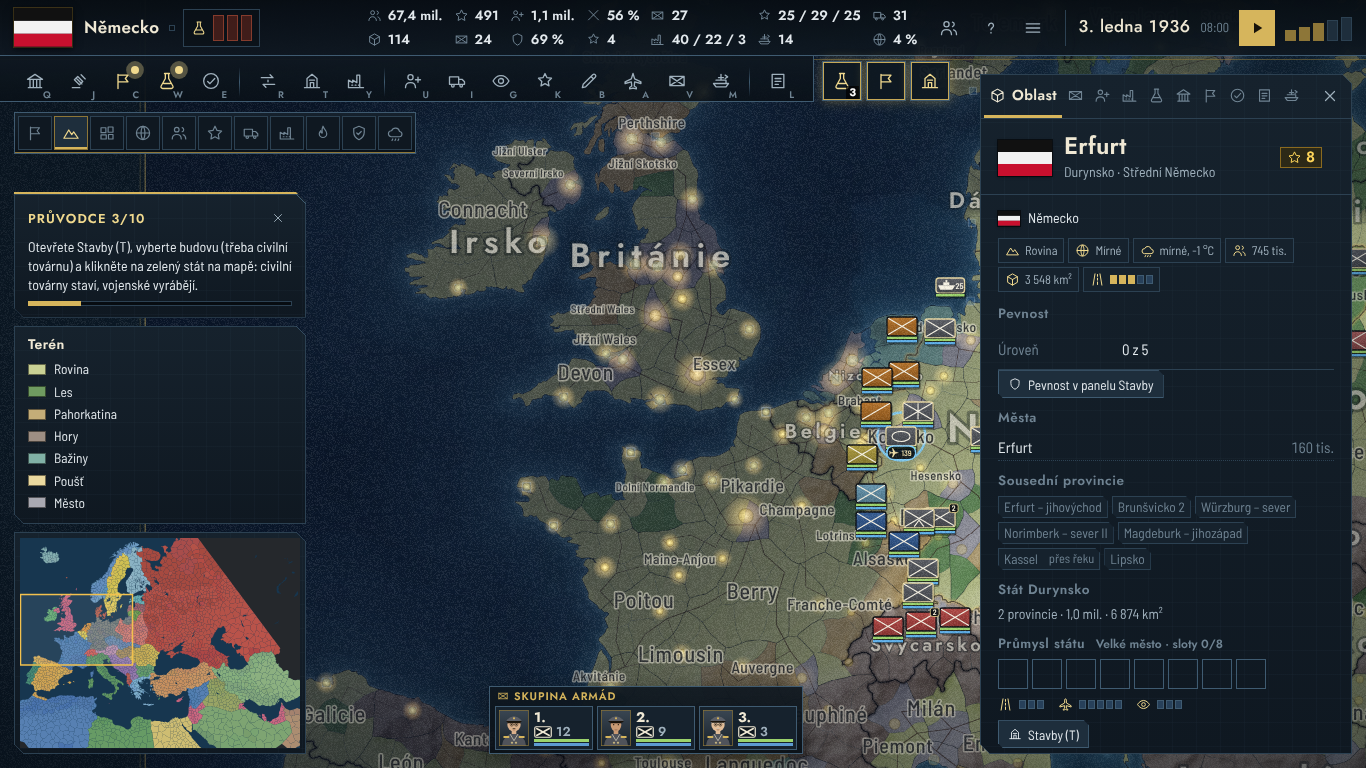 Německo
67,4 mil.
491
1,1 mil.
56 %
27
25 / 29 / 25
31
114
24
69 %
4
40 / 22 / 3
14
4 %
?
3. ledna 1936
08:00
Q
J
C
W
E
R
T
Y
U
I
G
K
B
A
V
M
L
3
PRŮVODCE 3/10
Otevřete Stavby (T), vyberte budovu (třeba civilní
továrnu) a klikněte na zelený stát na mapě: civilní
továrny staví, vojenské vyrábějí.
Terén
Rovina
Les
Pahorkatina
Hory
Bažiny
Poušť
Město
Perthshire
Jižní Ulster
Jižní Skotsko
Severní Irsko
Connacht
Irsko
Británie
Střední Wales
Jižní Wales
Devon
Essex
Belgie
Hesensko
Dolní Normandie
Pikardie
Champagne
Maine-Anjou
Berry
Poitou
Franche-Comté
Limousin
Auvergne
Akvitánie
Švýcarsko
Galicie
León
Toulouse
Languedoc
Piemont
Milán
25
139
2
2
SKUPINA ARMÁD
1.
12
2.
9
3.
3
Oblast
Erfurt
8
Durynsko · Střední Německo
Německo
Rovina
Mírné
mírné, -1 °C
745 tis.
3 548 km²
Pevnost
Úroveň
0 z 5
Pevnost v panelu Stavby
Města
Erfurt
160 tis.
Sousední provincie
Erfurt – jihovýchod
Brunšvicko 2
Würzburg – sever
Norimberk – sever II
Magdeburk – jihozápad
Kassel přes řeku
Lipsko
Stát Durynsko
2 provincie · 1,0 mil. · 6 874 km²
Průmysl státu
Velké město · sloty 0/8
Stavby (T)